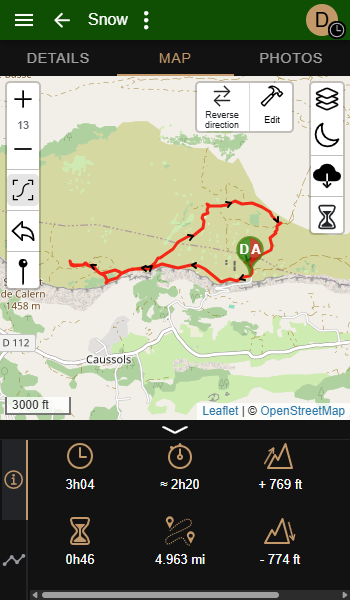 Snow
D
DETAILS
MAP
PHOTOS
13
Reverse
direction
Edit
D A
de Calern
1458 m
D 112
Caussols
3000 ft
Leaflet | © OpenStreetMap
3h04
≈ 2h20
+ 769 ft
0h46
4.963 mi
- 774 ft